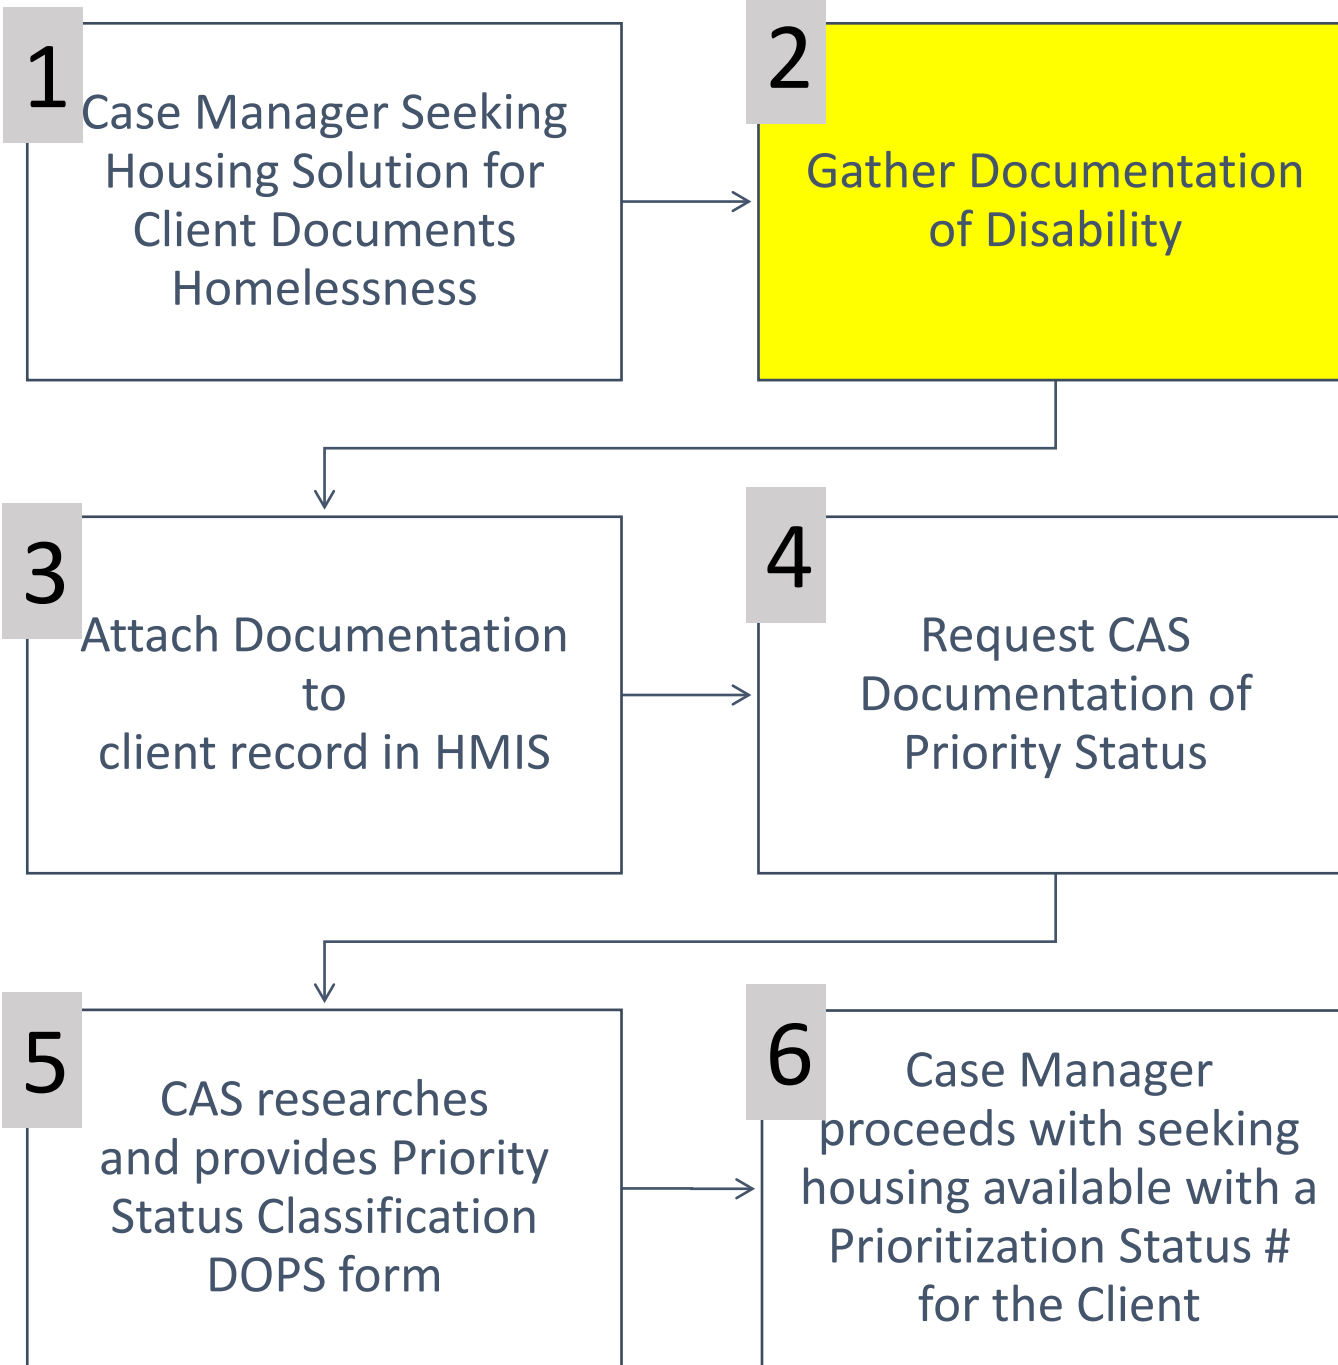 1
Case Manager Seeking
Housing Solution for
Client Documents
Homelessness
2
Gather Documentation
of Disability
3
Attach Documentation
to
client record in HMIS
4
Request CAS
Documentation of
Priority Status
5
CAS researches
and provides Priority
Status Classification
DOPS form
6
Case Manager
proceeds with seeking
housing available with a
Prioritization Status #
for the Client